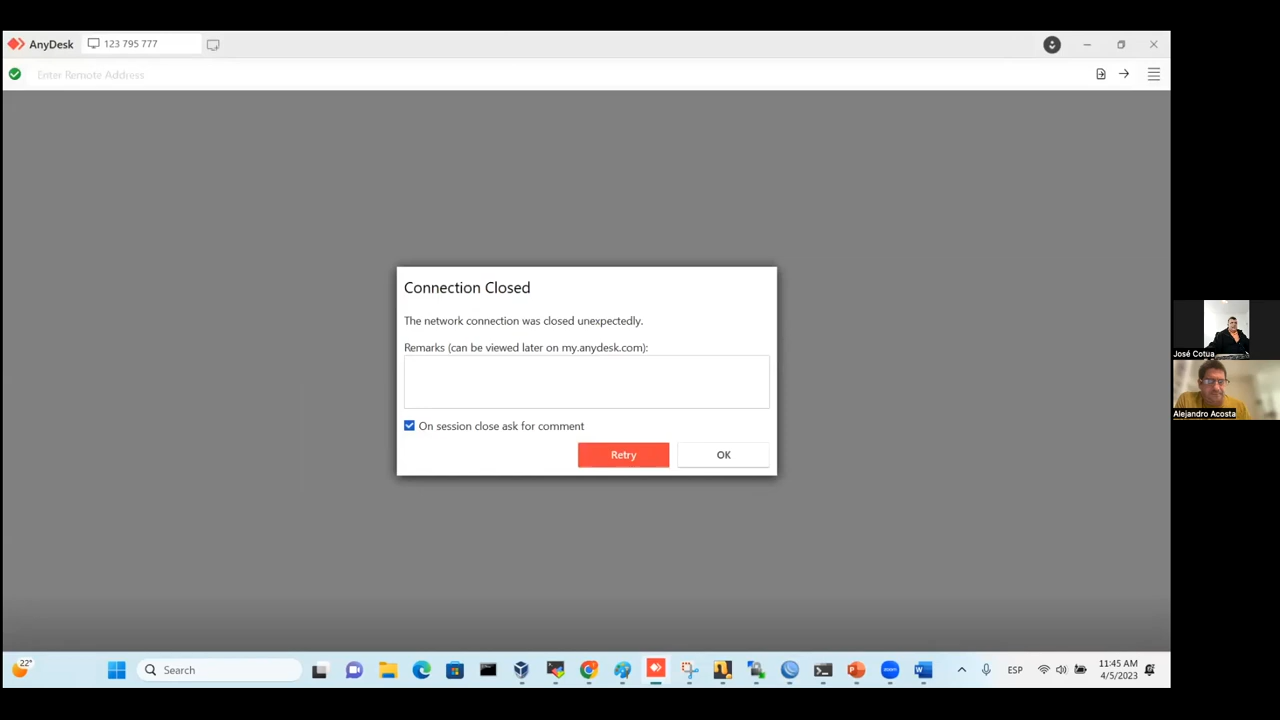 AnyDesk
123 795 777
Enter Remote Address
Connection Closed
The network connection was closed unexpectedly.
Remarks (can be viewed later on my.anydesk.com):
On session close ask for comment
Retry
OK
José Cotua
Alejandro Acosta
22°
Search
ESP
11:45 AM
4/5/2023